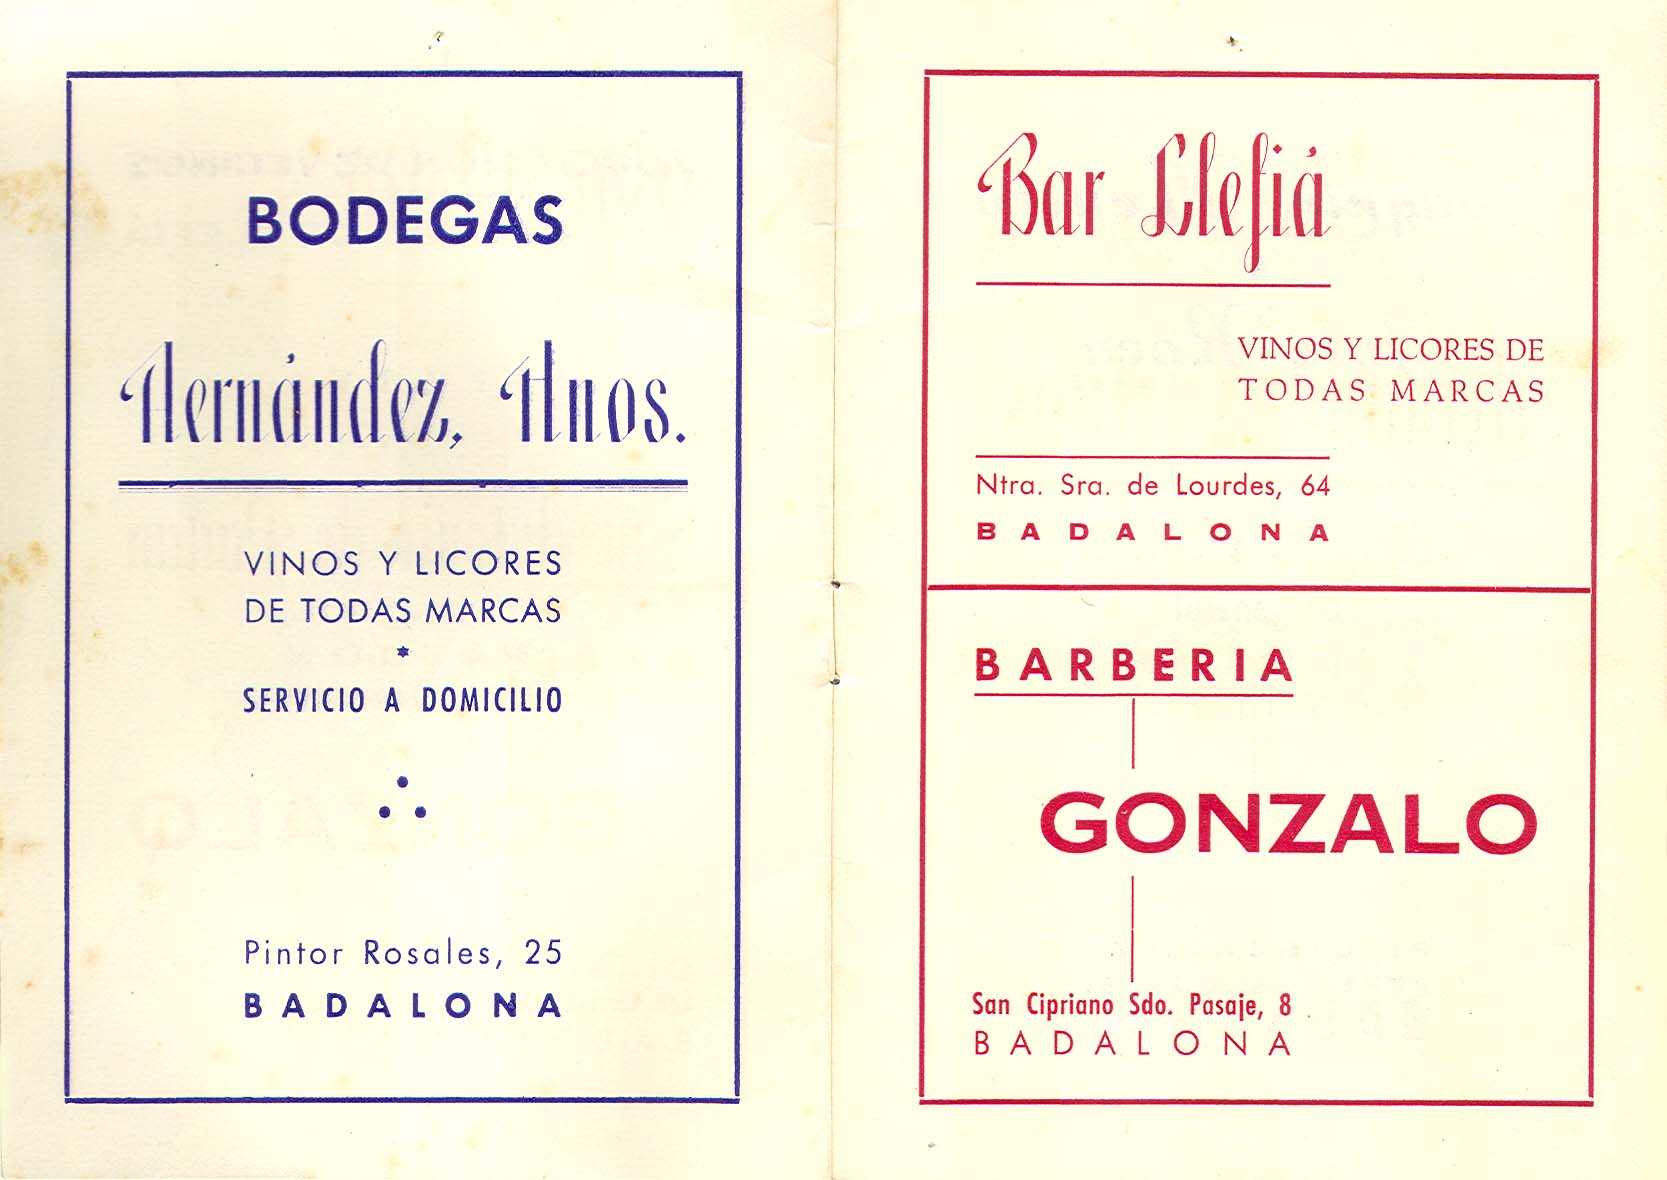 BODEGAS
Hernández, Hnos.
VINOS Y LICORES
DE TODAS MARCAS
SERVICIO A DOMICILIO
Pintor Rosales, 25
BADALONA
Bar Llefiá
VINOS Y LICORES DE
TODAS MARCAS
Ntra. Sra. de Lourdes, 64
BADALONA
BARBERIA
GONZALO
San Cipriano Sdo. Pasaje, 8
BADALONA